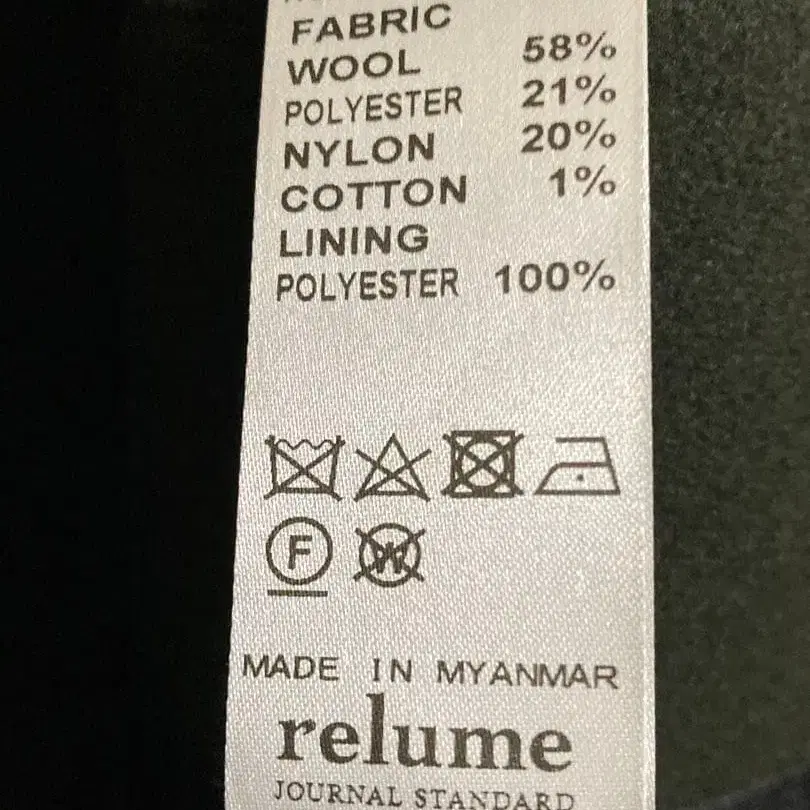 FABRIC
WOOL 58%
POLYESTER 21%
NYLON 20%
COTTON 1%
LINING
POLYESTER 100%
F W
MADE IN MYANMAR
relume
JOURNAL STANDARD